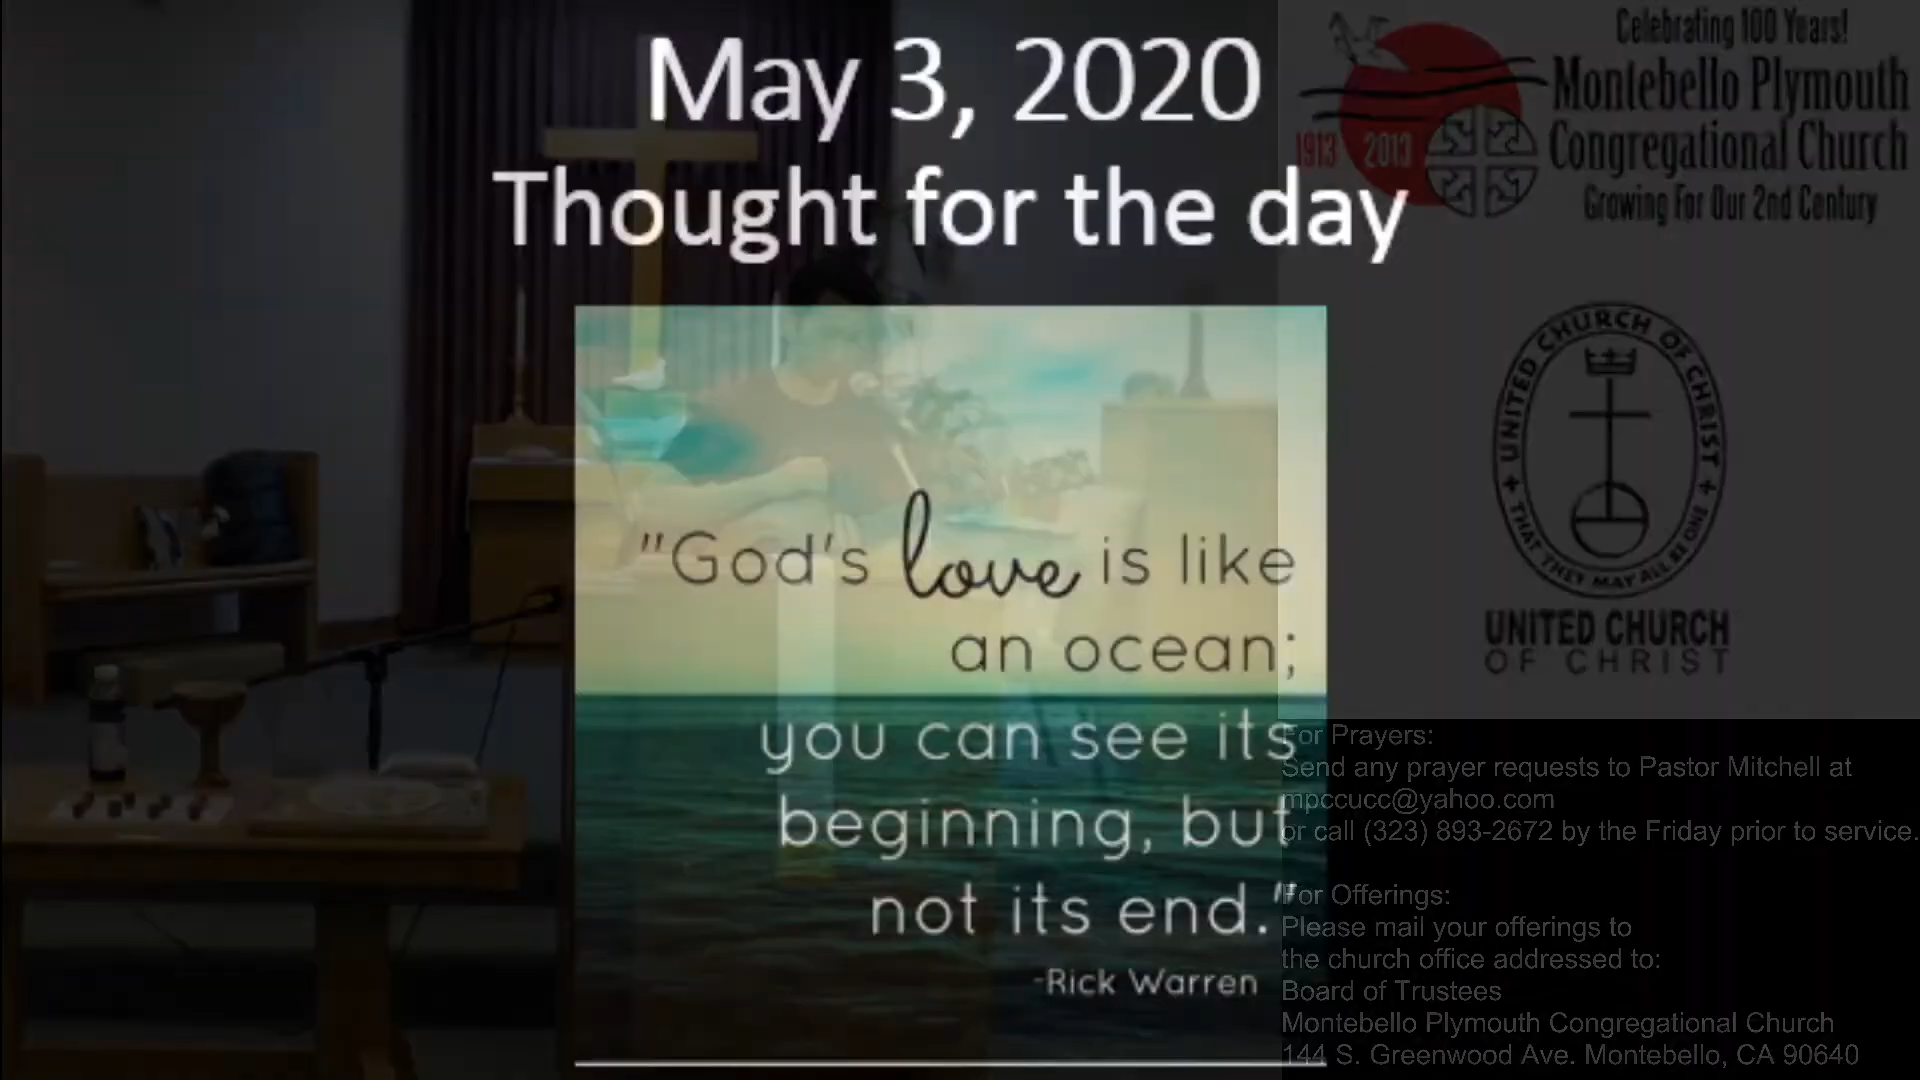 May 3, 2020
Thought for the day
"God's love is like
an ocean;
you can see its
beginning, but
not its end."
-Rick Warren
Celebrating 100 Years!
Montebello Plymouth
Congregational Church
Growing For Our 2nd Century
1913 2013
UNITED CHURCH OF CHRIST
THAT THEY MAY ALL BE ONE
UNITED CHURCH
OF CHRIST
For Prayers:
Send any prayer requests to Pastor Mitchell at
mpccucc@yahoo.com
or call (323) 893-2672 by the Friday prior to service.
For Offerings:
Please mail your offerings to
the church office addressed to:
Board of Trustees
Montebello Plymouth Congregational Church
144 S. Greenwood Ave. Montebello, CA 90640